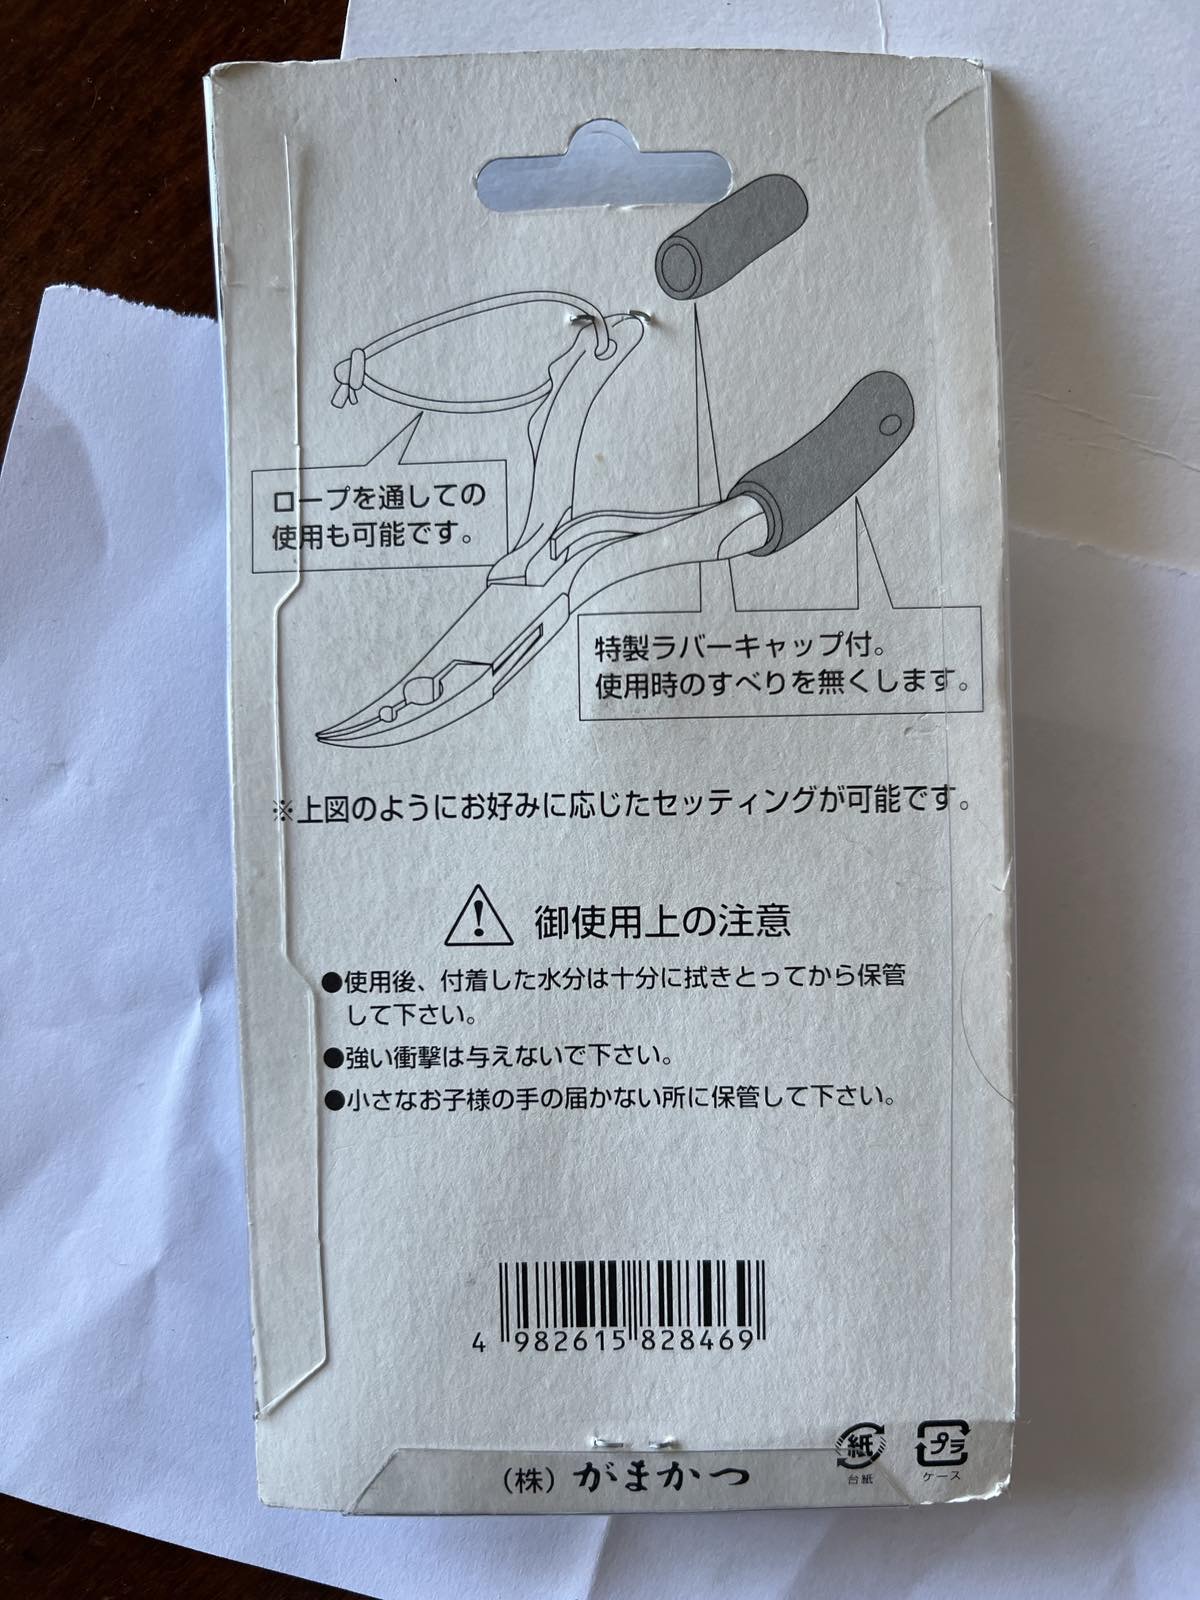 ロープを通しての
使用も可能です。
特製ラバーキャップ付。
使用時のすべりを無くします。
※上図のようにお好みに応じたセッティングが可能です。
御使用上の注意
●使用後、付着した水分は十分に拭きとってから保管
して下さい。
●強い衝撃は与えないで下さい。
●小さなお子様の手の届かない所に保管して下さい。
4 982615 828469
(株) がまかつ
紙
台紙
プラ
ケース